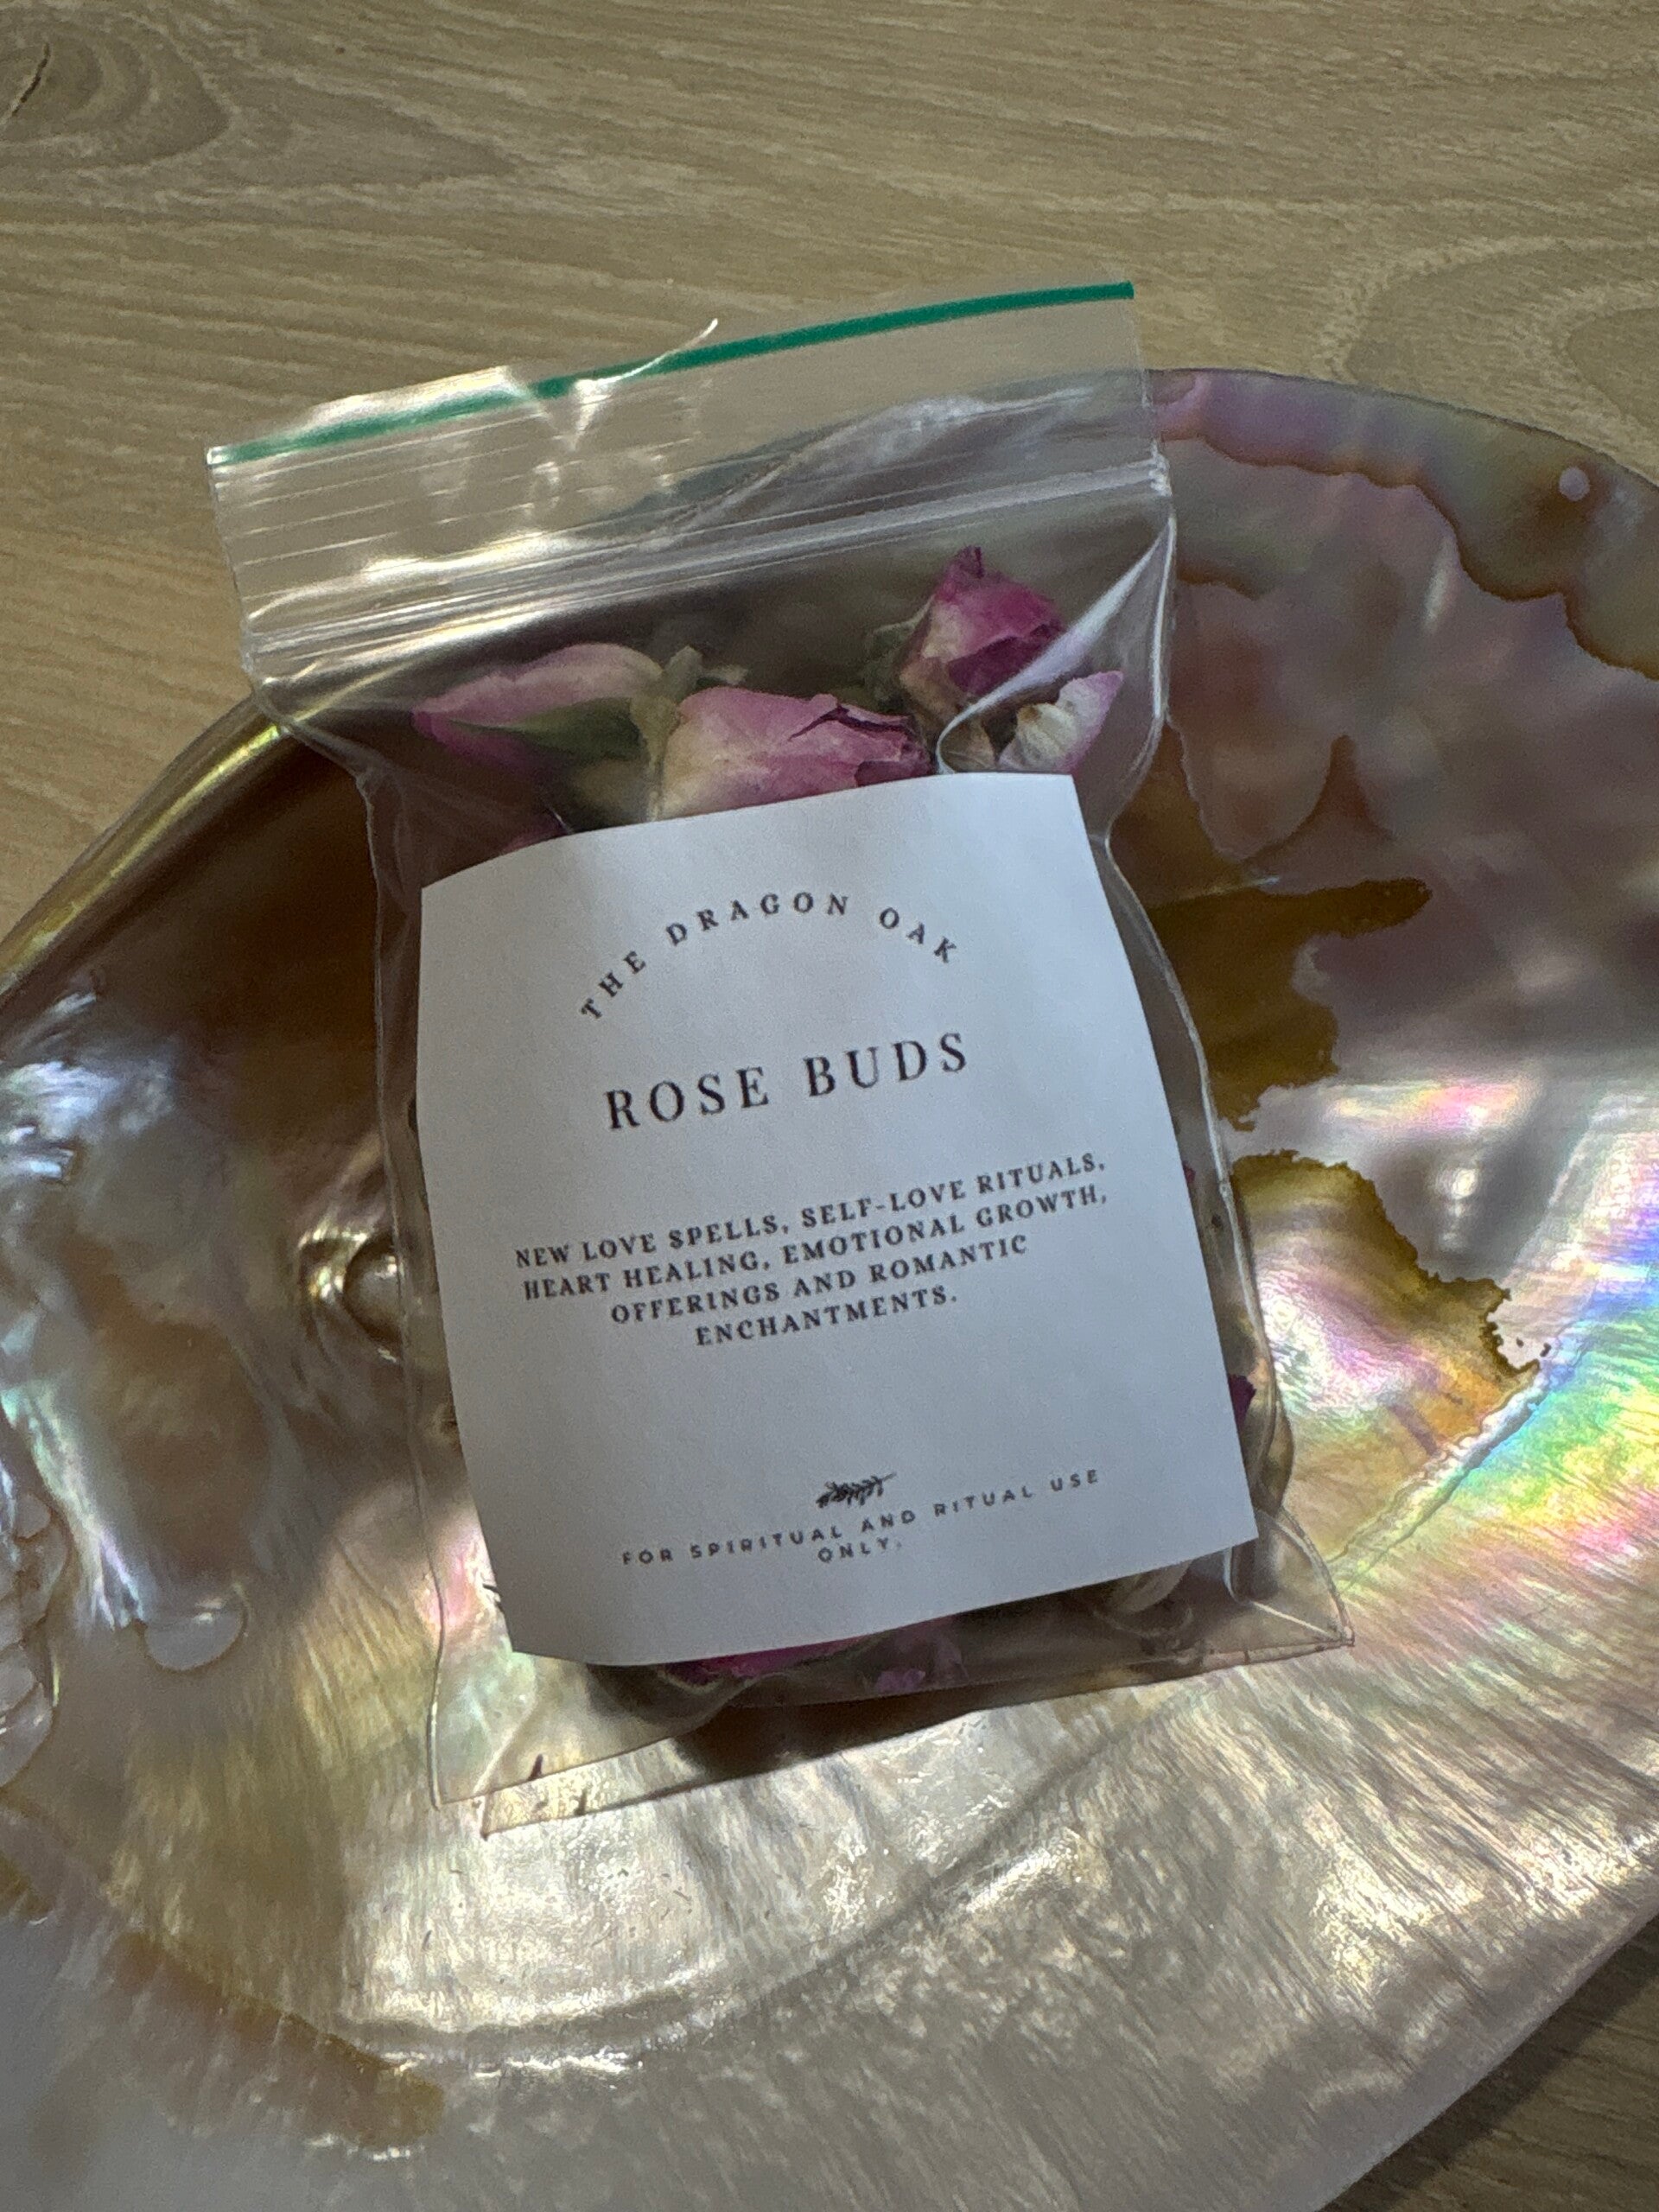 THE DRAGON OAK
ROSE BUDS
NEW LOVE SPELLS, SELF-LOVE RITUALS,
HEART HEALING, EMOTIONAL GROWTH,
OFFERINGS AND ROMANTIC
ENCHANTMENTS.
FOR SPIRITUAL AND RITUAL USE
ONLY.